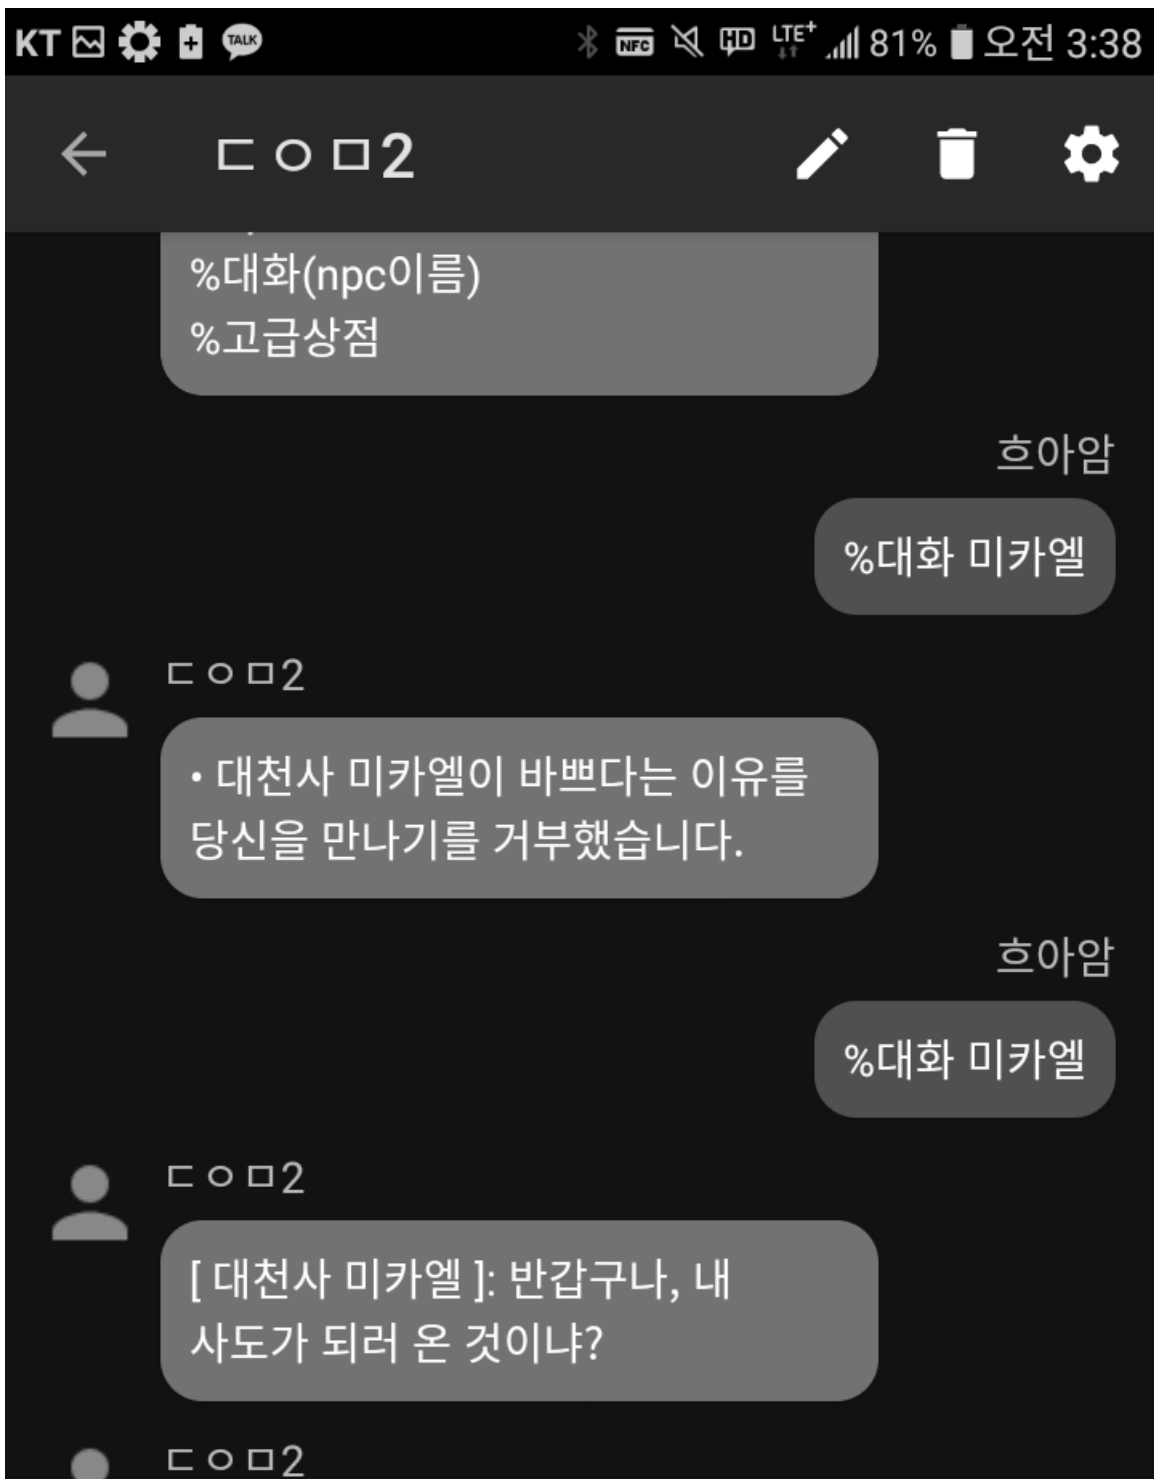 KT TALK NFC HD LTE+ 81% 오전 3:38
ㄷㅇㅁ2
%대화(npc이름)
%고급상점
흐아암
%대화 미카엘
ㄷㅇㅁ2
• 대천사 미카엘이 바쁘다는 이유를
당신을 만나기를 거부했습니다.
흐아암
%대화 미카엘
ㄷㅇㅁ2
[ 대천사 미카엘 ]: 반갑구나, 내
사도가 되러 온 것이냐?
ㄷㅇㅁ2